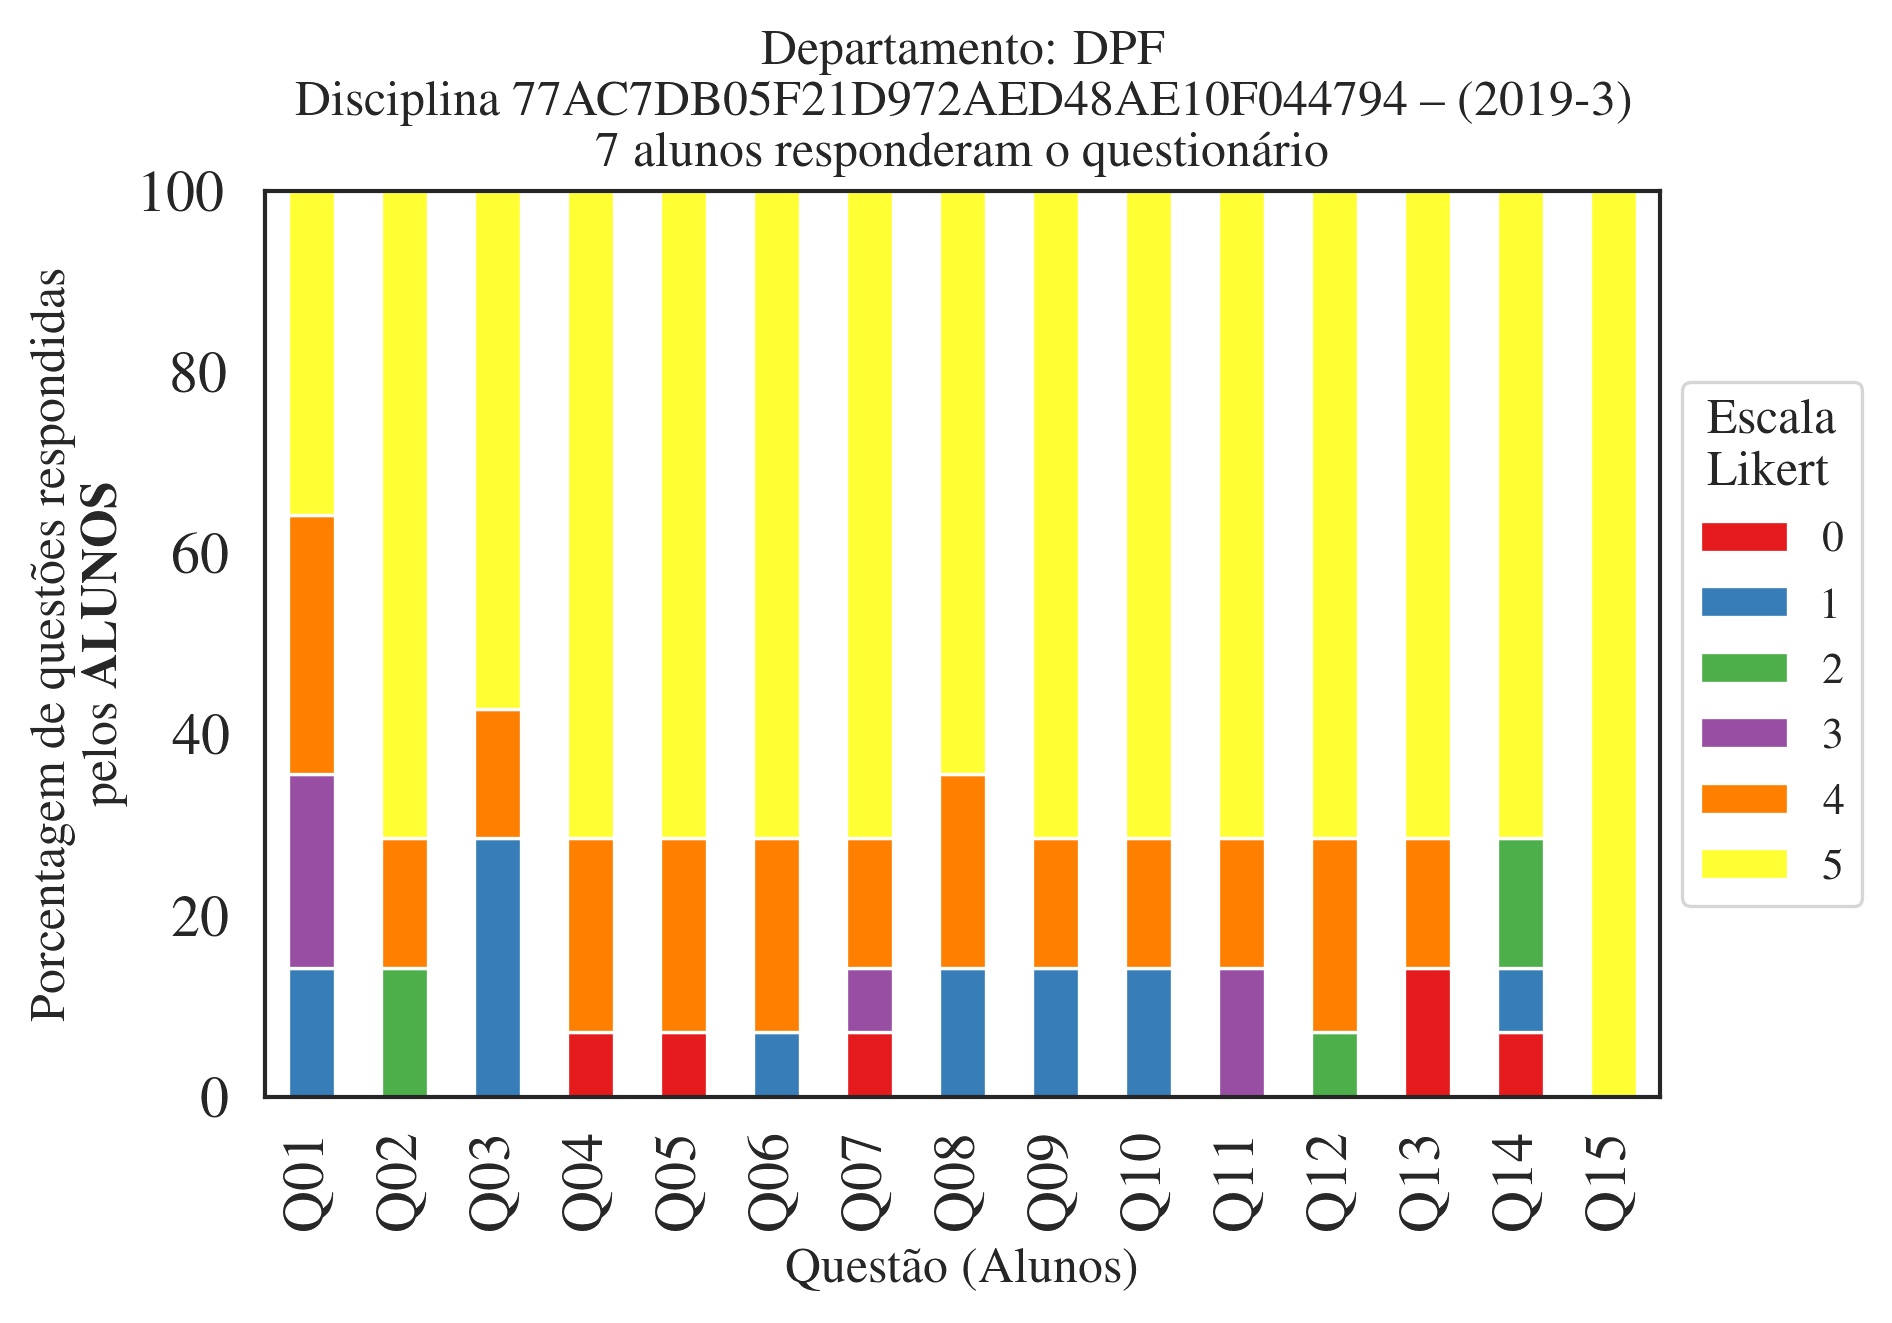 Departamento: DPF
Disciplina 77AC7DB05F21D972AED48AE10F044794 – (2019-3)
7 alunos responderam o questionário
Porcentagem de questões respondidas
pelos ALUNOS
100
80
60
40
20
0
Q01
Q02
Q03
Q04
Q05
Q06
Q07
Q08
Q09
Q10
Q11
Q12
Q13
Q14
Q15
Questão (Alunos)
Escala
Likert
0
1
2
3
4
5